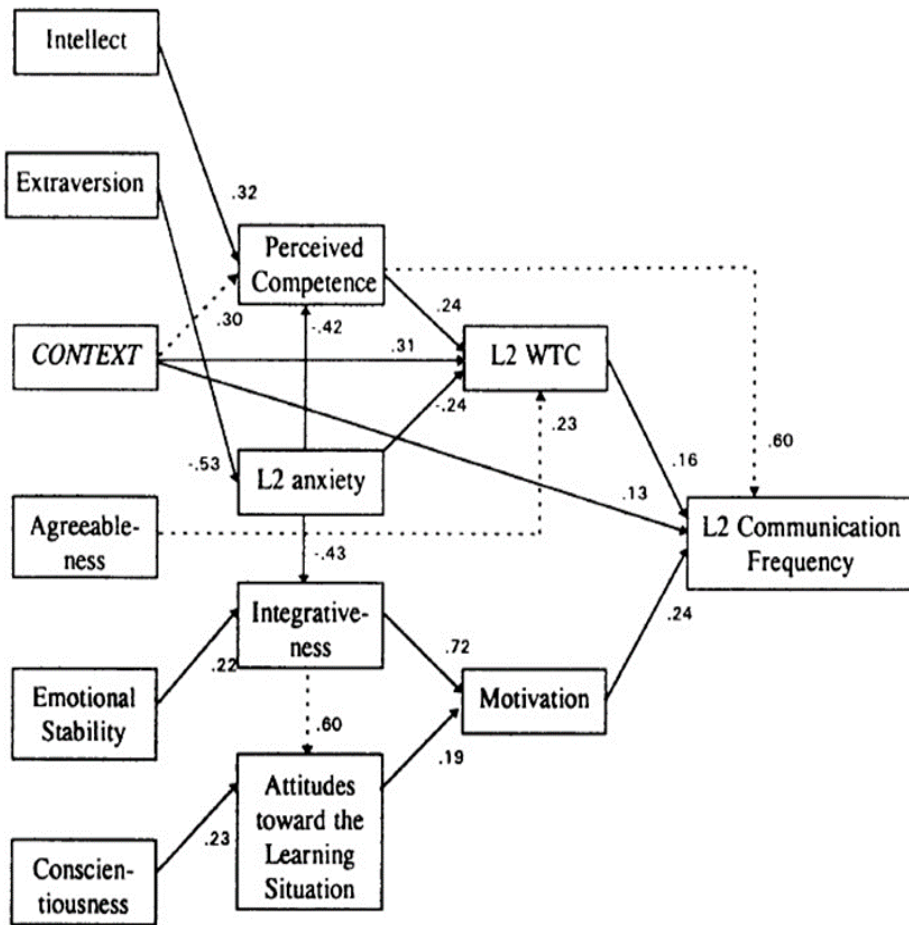 Intellect
Extraversion
.32
Perceived
Competence
.30
-.42
.24
CONTEXT
.31
L2 WTC
-.24
.23
.60
-.53
L2 anxiety
.16
.13
Agreeable-
ness
L2 Communication
Frequency
-.43
Integrative-
ness
.22
.72
.24
Emotional
Stability
Motivation
.60
.19
Attitudes
toward the
Learning
Situation
.23
Conscien-
tiousness